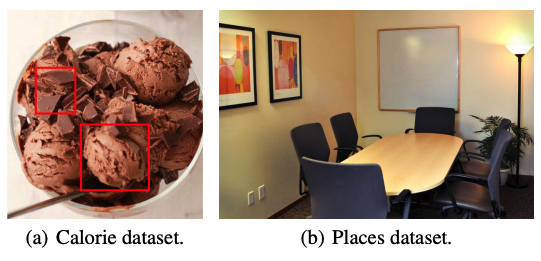 (a) Calorie dataset.
(b) Places dataset.